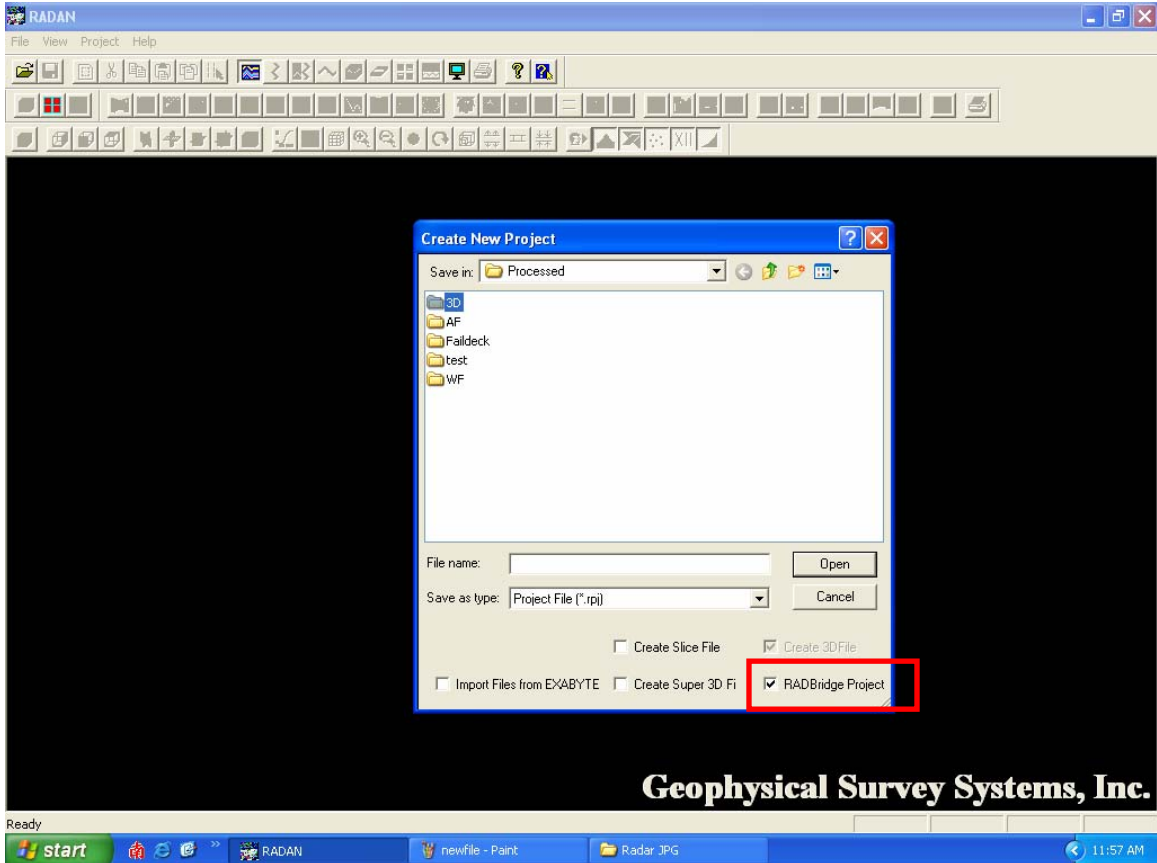 RADAN
File View Project Help
XII
Create New Project
Save in: Processed
3D
AF
Faildeck
test
WF
File name:
Open
Save as type: Project File (*.rpj)
Cancel
Create Slice File Create 3DFile
Import Files from EXABYTE Create Super 3D Fi RADBridge Project
Geophysical Survey Systems, Inc.
Ready
start 南 » RADAN newfile - Paint Radar JPG 11:57 AM